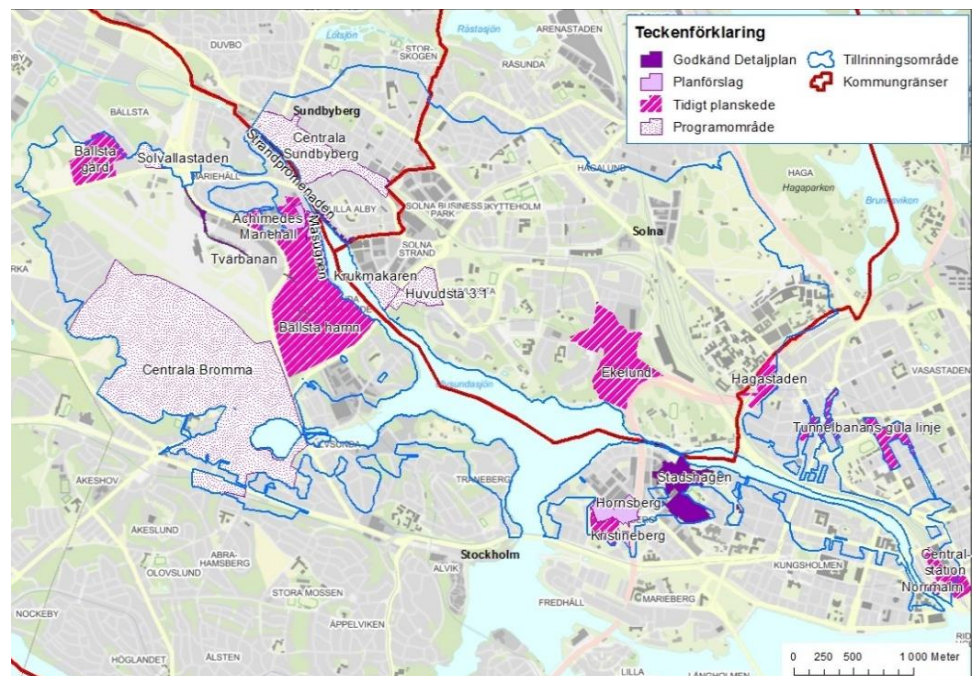 Teckenförklaring
Godkänd Detaljplan
Planförslag
Tidigt planskede
Programområde
Tillrinningsområde
Kommungränser
Lötsjön
Råstasjön
ARENASTADEN
DUVBO
STOR-
SKOGEN
RÅSUNDA
BÄLLSTA
Sundbyberg
Centrala
Sundbyberg
Strandpromenaden
Bällsta
gård
Solvallastaden
MARIEHÄLL
HAGALUND
HAGA
Hagaparken
Brunnsviken
LILLA ALBY
SOLNA BUSINESS
PARK
SKYTTEHOLM
Solna
Achimedes
Mariehäll
Masugnen
Tvärbanan
SOLNA
STRAND
Krukmakaren
Huvudsta 3:1
Bällsta hamn
Centrala Bromma
Ekelund
Hagastaden
VASASTADEN
Ulvsundasjön
Tunnelbanans gula linje
ÅKESHOV
TRANEBERG
Stadshagen
Hornsberg
Kristineberg
ÅKESLUND
ABRA-
HAMSBERG
OLOVSLUND
Stockholm
ALVIK
KUNGSHOLMEN
Central-
station
Norrmalm
STORA MOSSEN
FREDHÄLL
MARIEBERG
NOCKEBY
ÄPPELVIKEN
HÖGLANDET
ÅLSTEN
LILLA
LÅNGHOLMEN
0 250 500 1 000 Meter